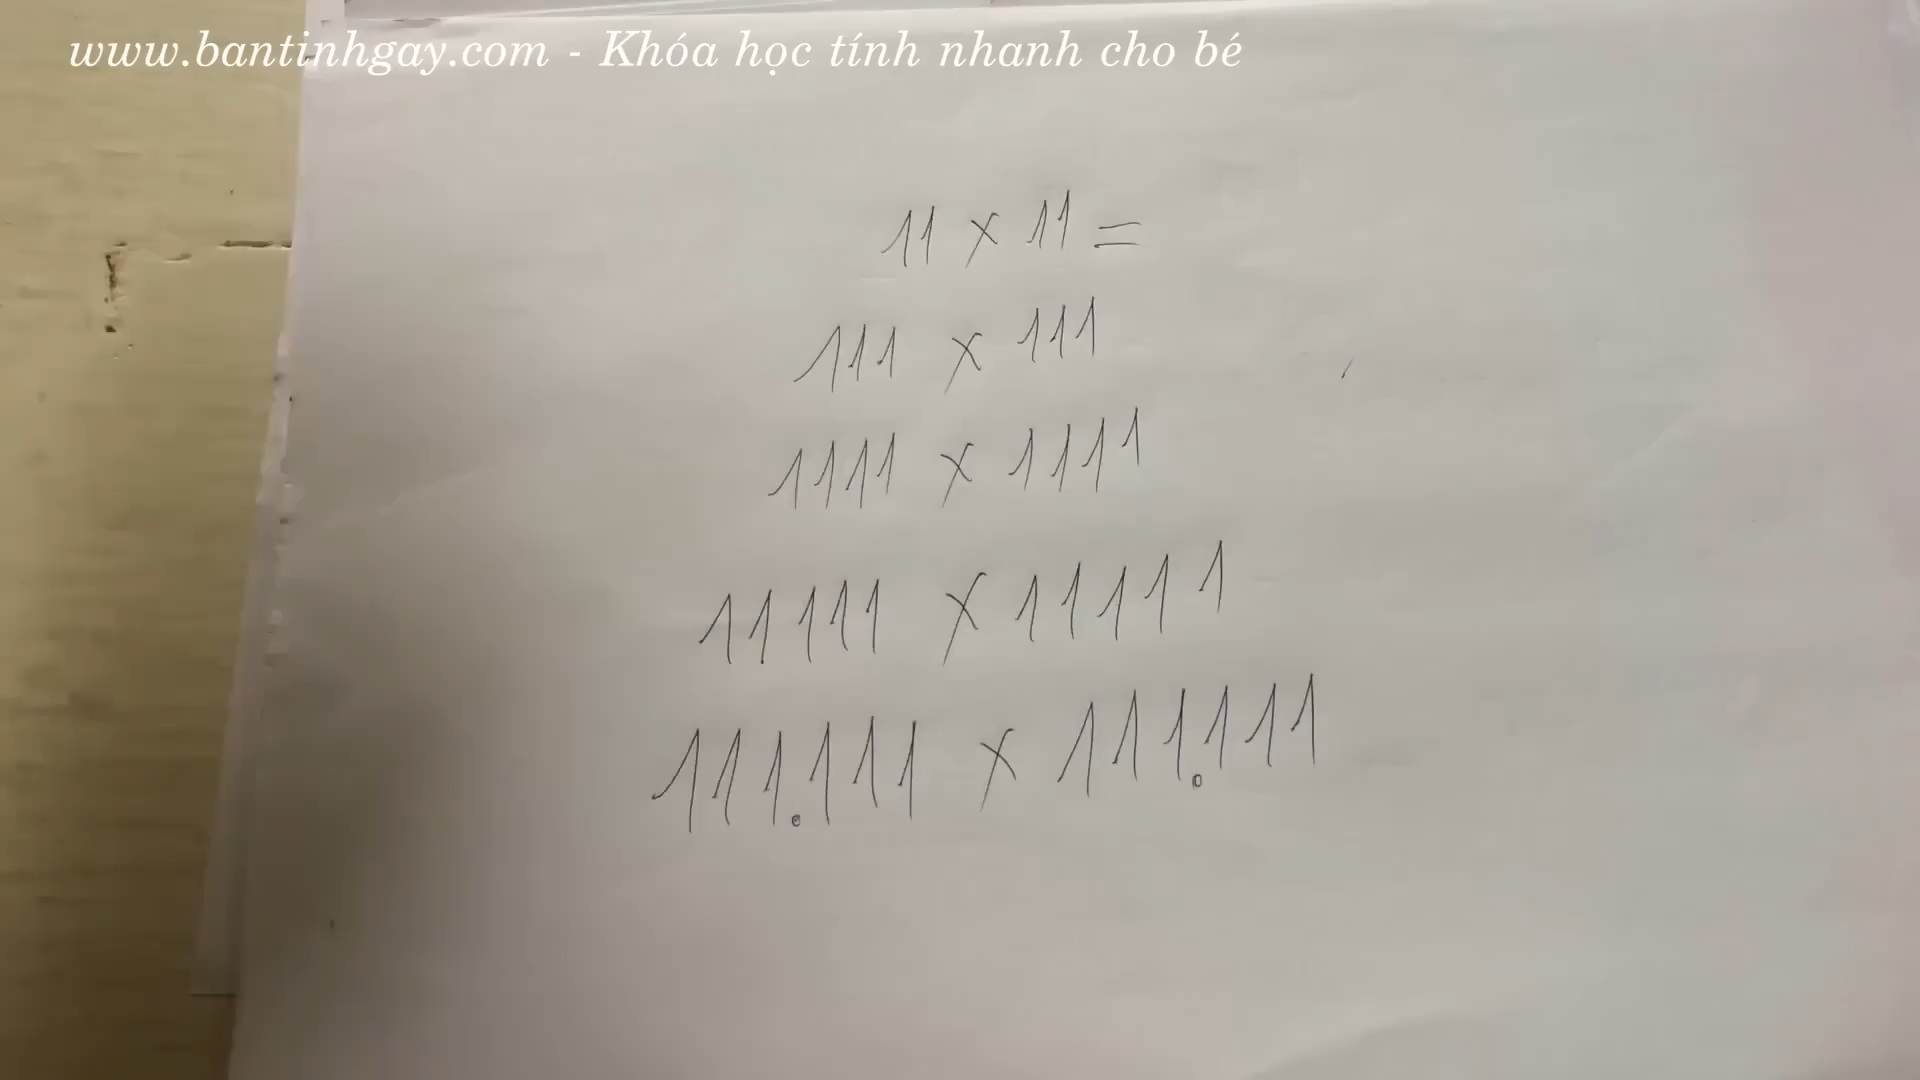 www.bantinhgay.com - Khóa học tính nhanh cho bé
11 x 11 =
111 x 111
1111 x 1111
11111 x 11111
111.111 x 111.111